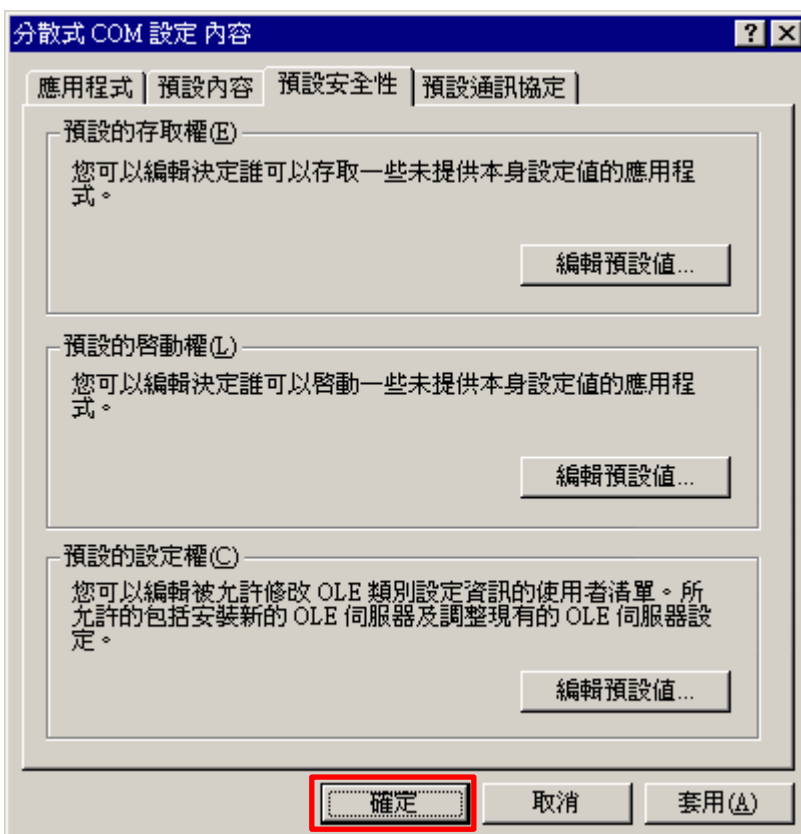 分散式 COM 設定 內容
應用程式 預設內容 預設安全性 預設通訊協定
預設的存取權(E)
您可以編輯決定誰可以存取一些未提供本身設定值的應用程
式。
編輯預設值...
預設的啓動權(L)
您可以編輯決定誰可以啓動一些未提供本身設定值的應用程
式。
編輯預設值...
預設的設定權(C)
您可以編輯被允許修改 OLE 類別設定資訊的使用者清單。所
允許的包括安裝新的 OLE 伺服器及調整現有的 OLE 伺服器設
定。
編輯預設值...
確定 取消 套用(A)